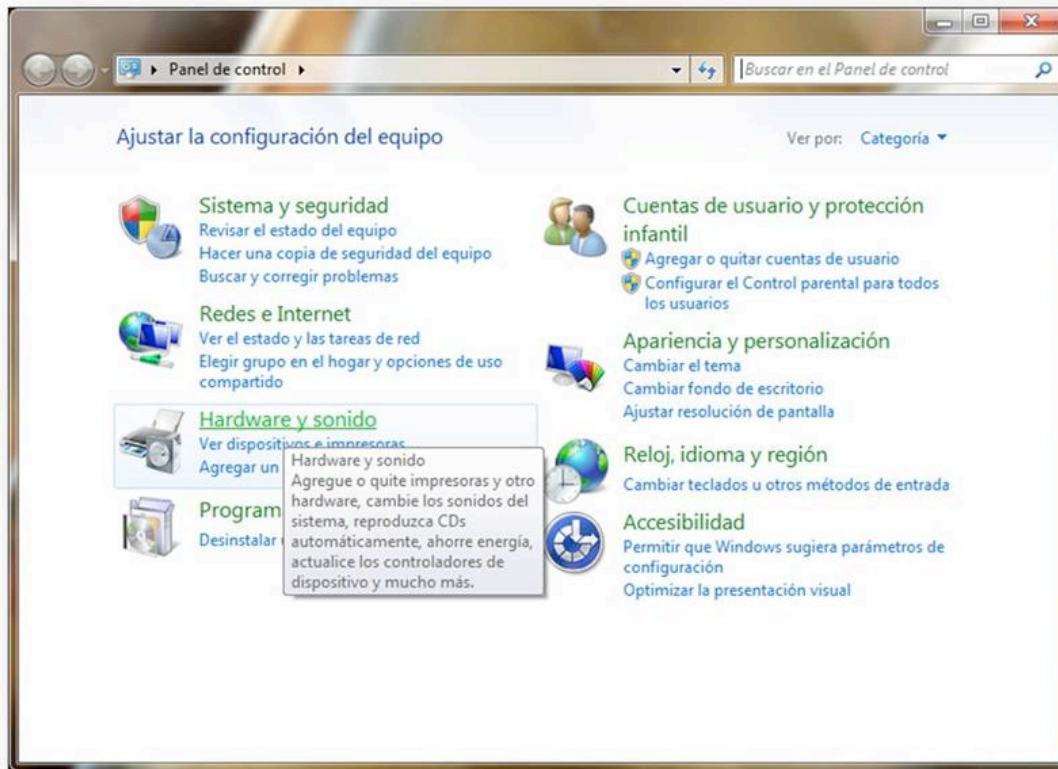 Panel de control
Buscar en el Panel de control
Ajustar la configuración del equipo
Ver por: Categoría
Sistema y seguridad
Revisar el estado del equipo
Hacer una copia de seguridad del equipo
Buscar y corregir problemas
Redes e Internet
Ver el estado y las tareas de red
Elegir grupo en el hogar y opciones de uso
compartido
Hardware y sonido
Ver dispositivos e impresoras
Agregar un
Hardware y sonido
Agregue o quite impresoras y otro
hardware, cambie los sonidos del
sistema, reproduzca CDs
automáticamente, ahorre energía,
actualice los controladores de
dispositivo y mucho más.
Program
Desinstalar
Cuentas de usuario y protección
infantil
Agregar o quitar cuentas de usuario
Configurar el Control parental para todos
los usuarios
Apariencia y personalización
Cambiar el tema
Cambiar fondo de escritorio
Ajustar resolución de pantalla
Reloj, idioma y región
Cambiar teclados u otros métodos de entrada
Accesibilidad
Permitir que Windows sugiera parámetros de
configuración
Optimizar la presentación visual